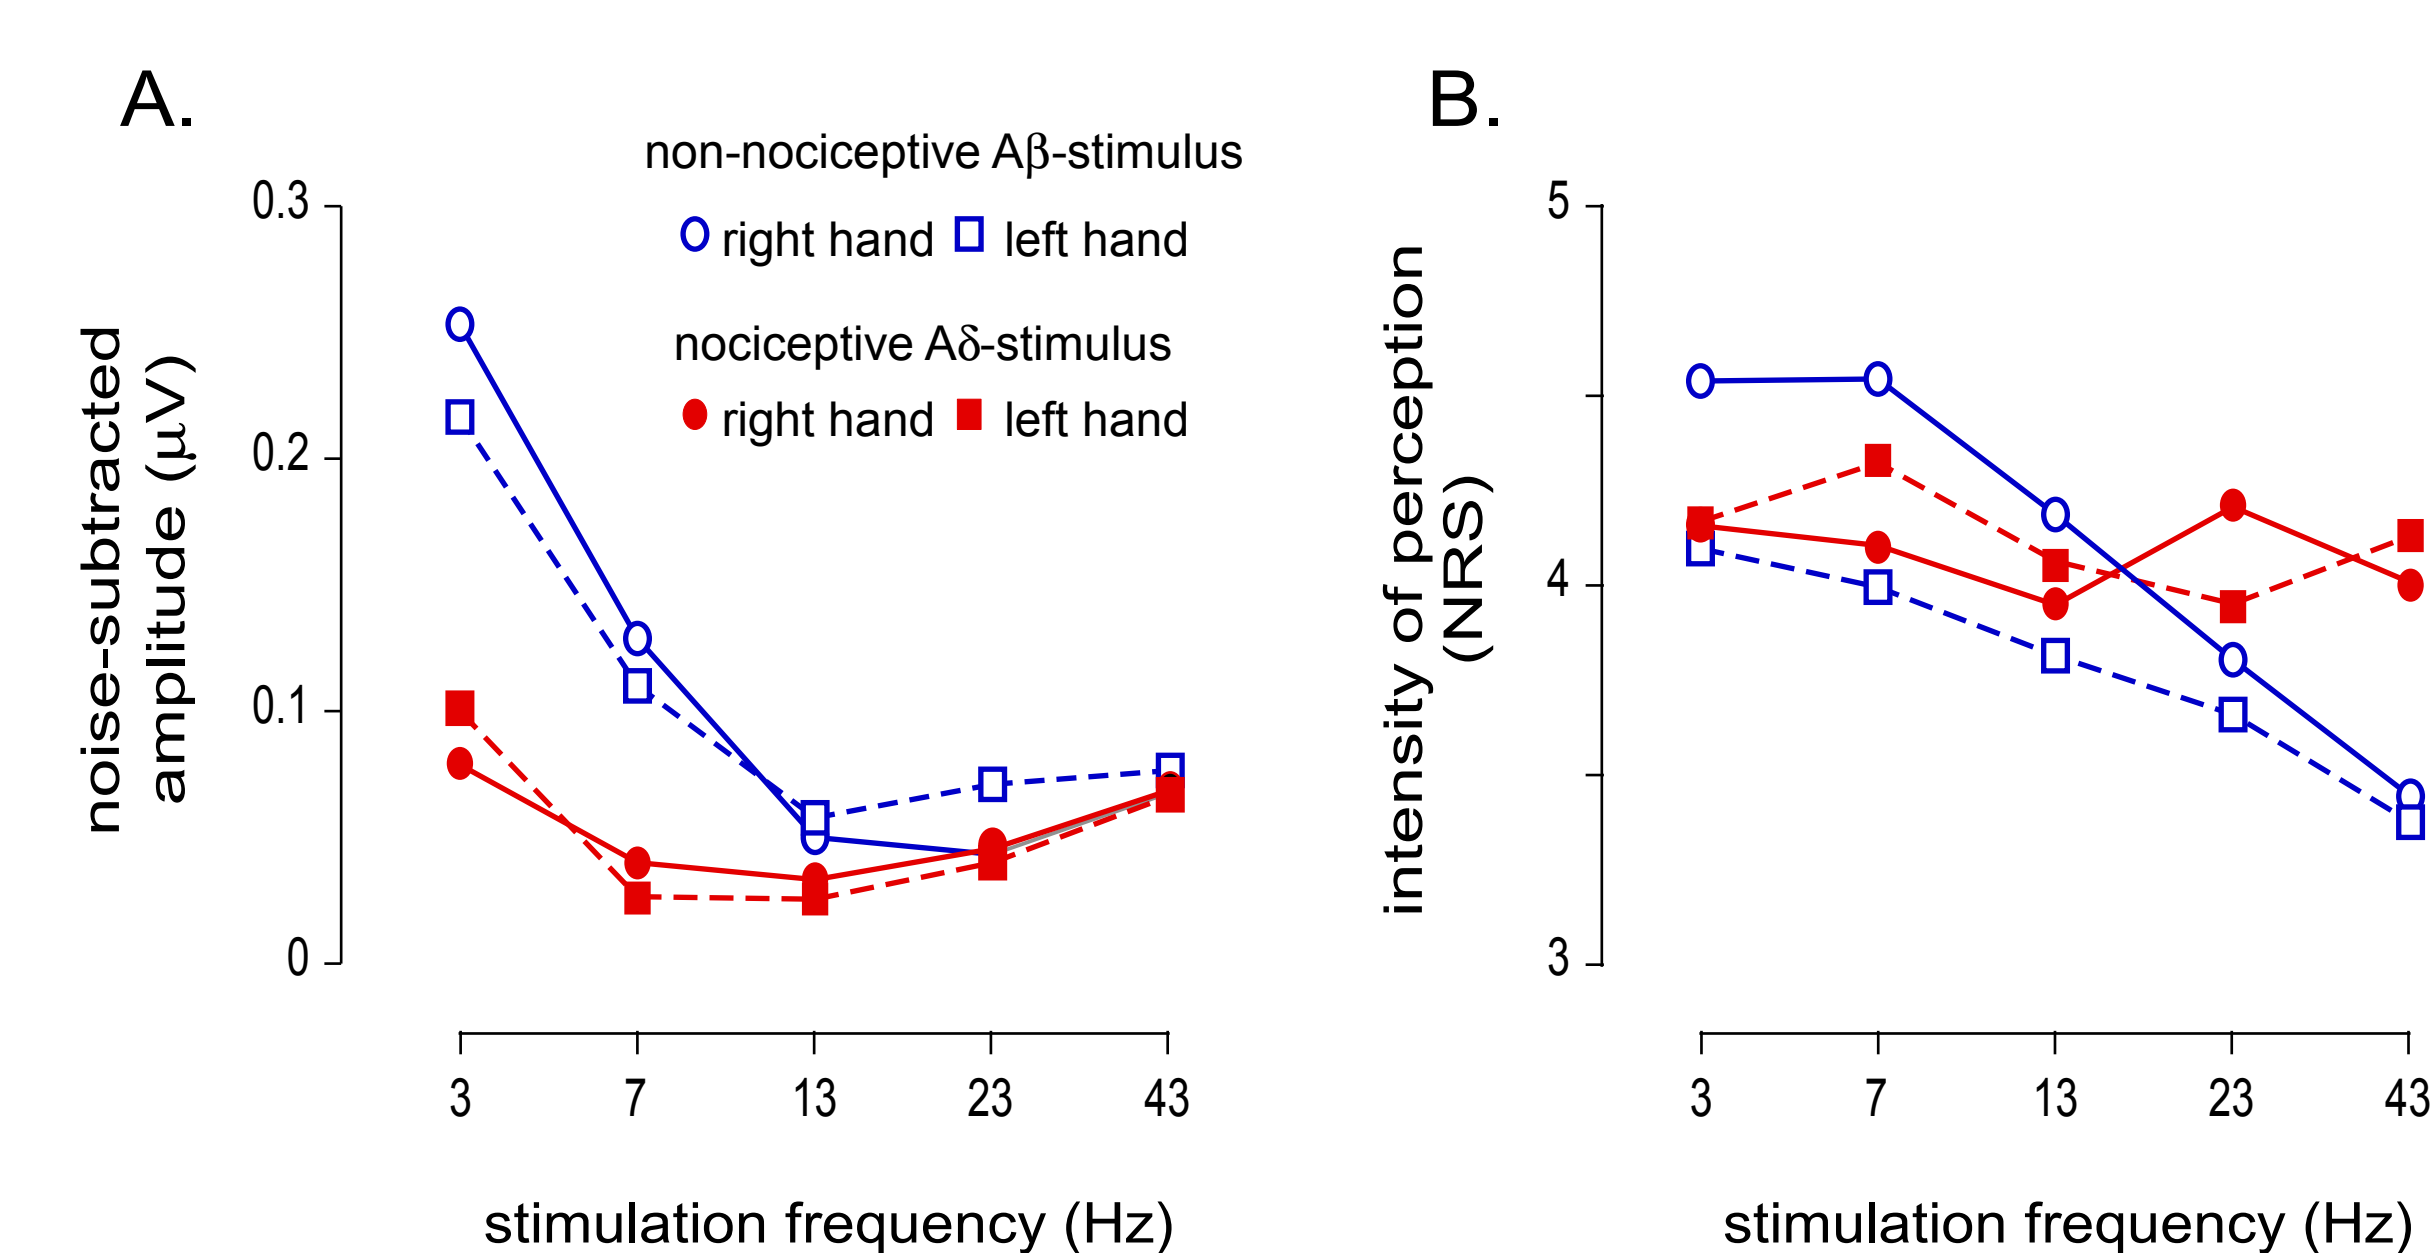 A.
non-nociceptive Aβ-stimulus
right hand left hand
nociceptive Aδ-stimulus
right hand left hand
noise-subtracted
amplitude (μV)
0.3
0.2
0.1
0
3 7 13 23 43
stimulation frequency (Hz)
B.
intensity of perception
(NRS)
5
4
3
3 7 13 23 43
stimulation frequency (Hz)